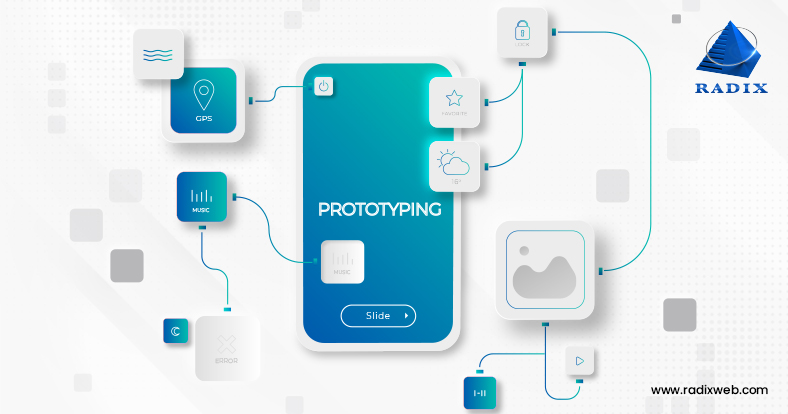 LOCK
RADIX
GPS
FAVORITE
MUSIC
PROTOTYPING
MUSIC
Slide
ERROR
www.radixweb.com